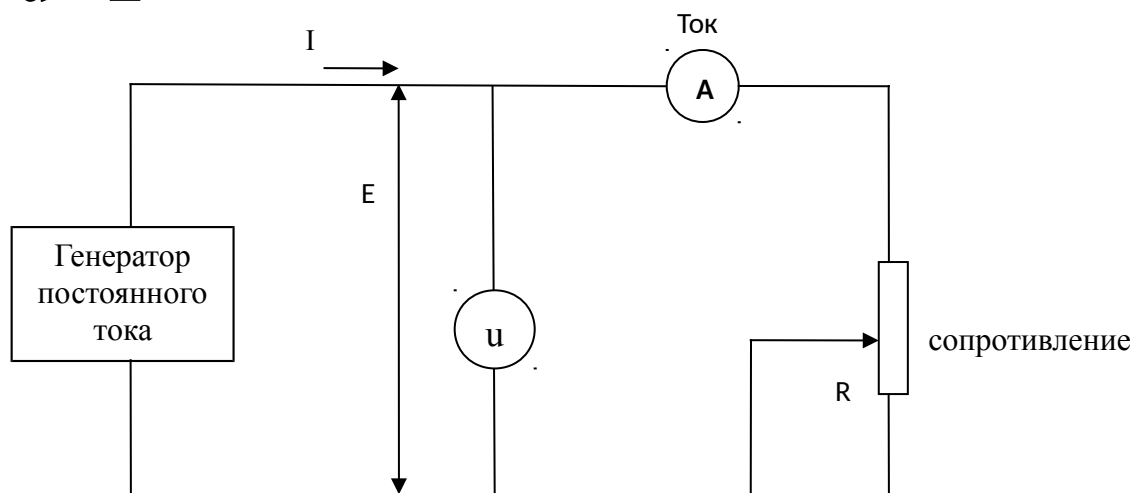 Ток
I
A
E
Генератор
постоянного
тока
u
сопротивление
R